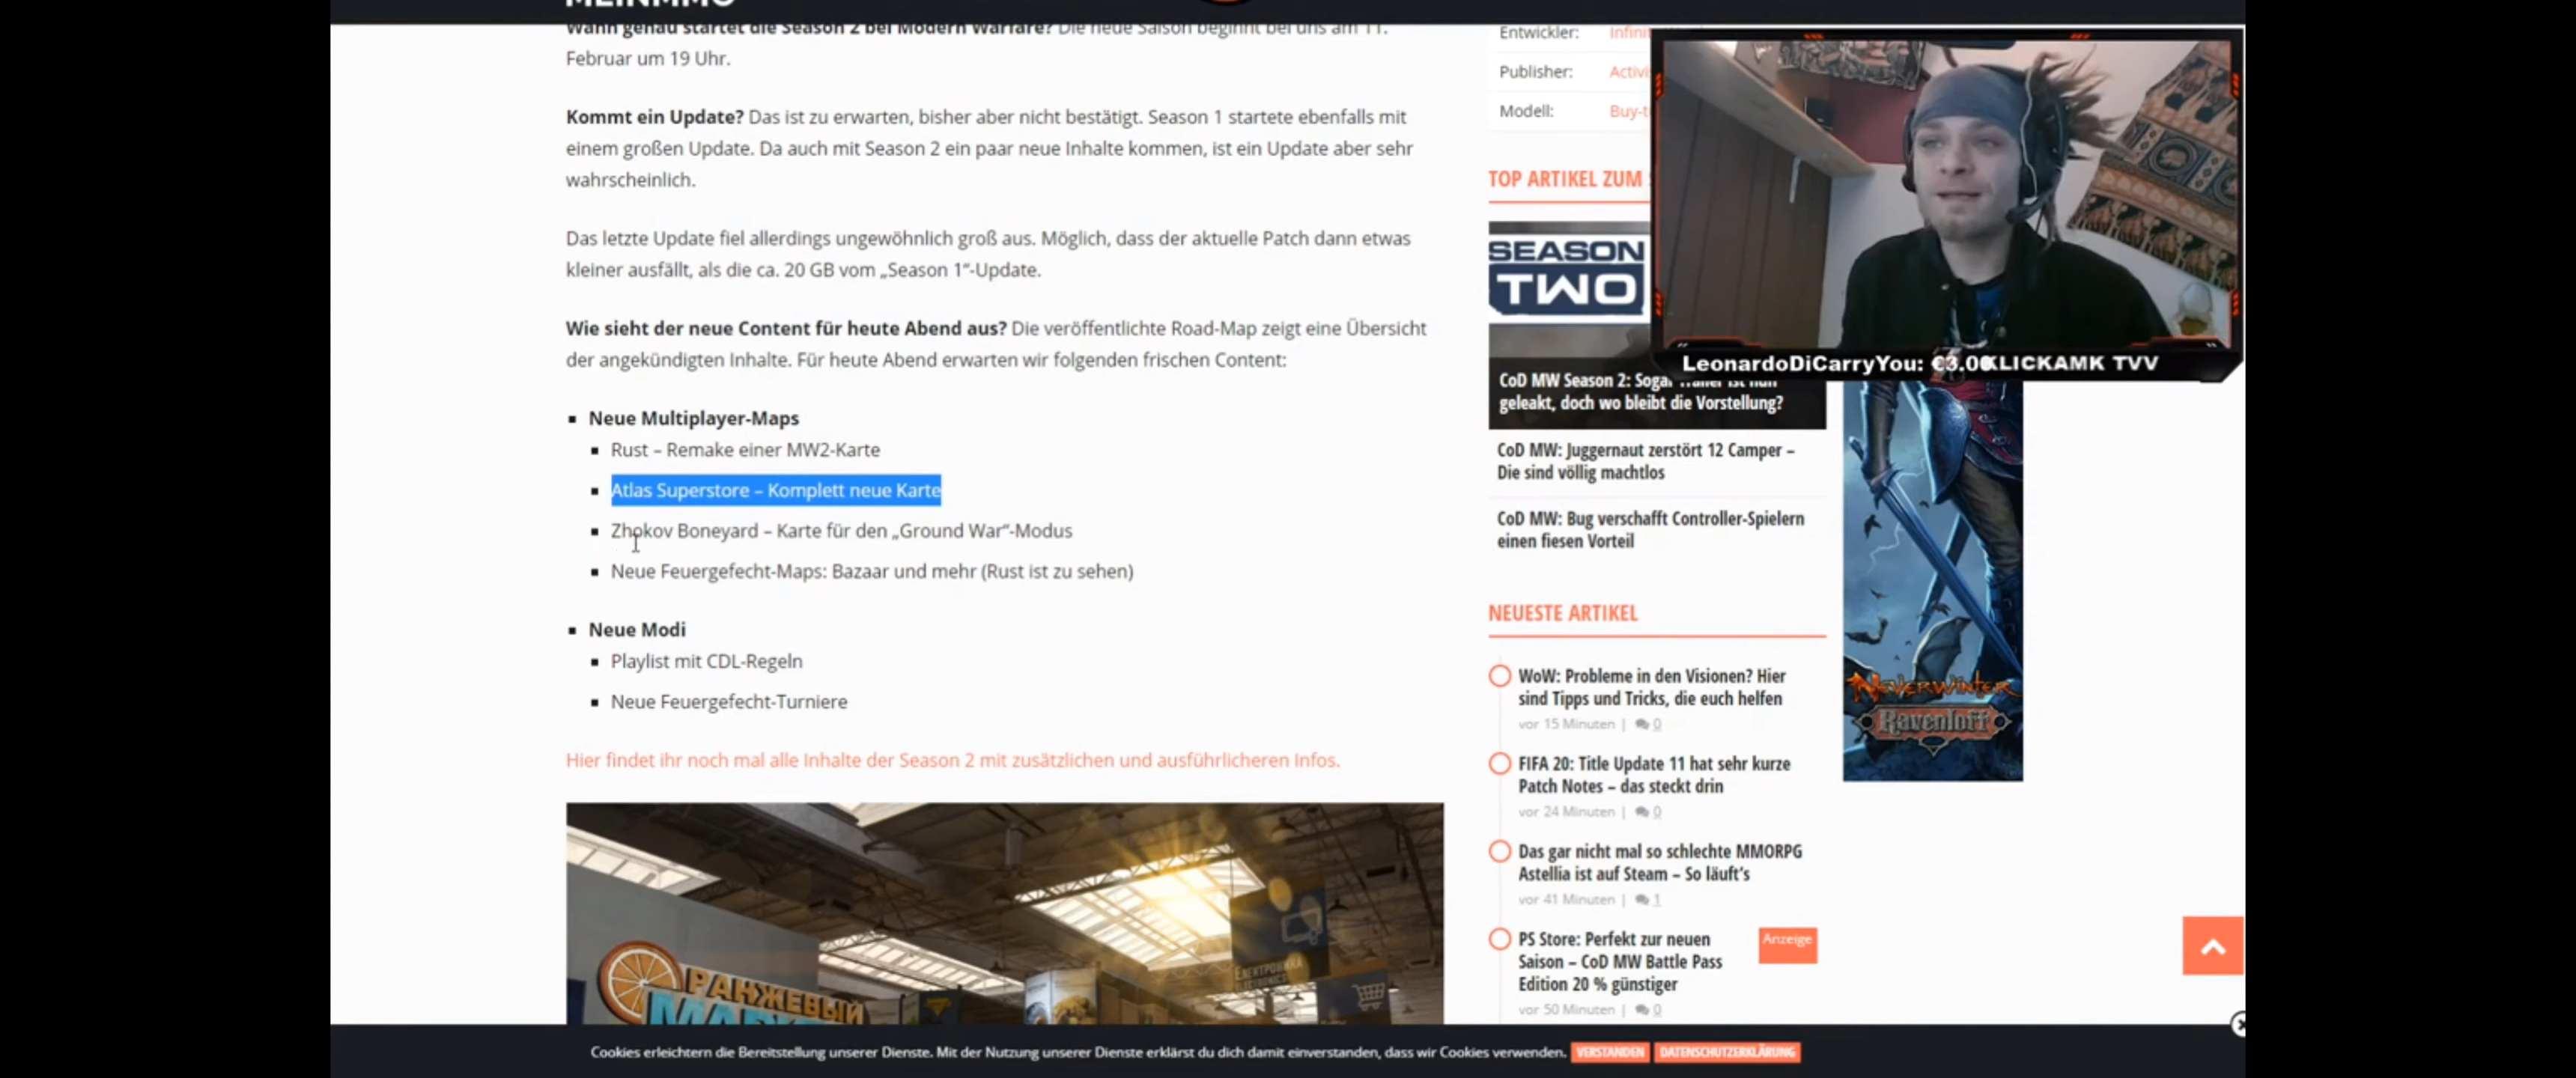 MEINMMO
Wann genau startet die Season 2 bei Modern Warfare? Die neue Saison beginnt bei uns am 11.
Februar um 19 Uhr.
Kommt ein Update? Das ist zu erwarten, bisher aber nicht bestätigt. Season 1 startete ebenfalls mit
einem großen Update. Da auch mit Season 2 ein paar neue Inhalte kommen, ist ein Update aber sehr
wahrscheinlich.
Das letzte Update fiel allerdings ungewöhnlich groß aus. Möglich, dass der aktuelle Patch dann etwas
kleiner ausfällt, als die ca. 20 GB vom „Season 1“-Update.
Wie sieht der neue Content für heute Abend aus? Die veröffentlichte Road-Map zeigt eine Übersicht
der angekündigten Inhalte. Für heute Abend erwarten wir folgenden frischen Content:
Neue Multiplayer-Maps
Rust – Remake einer MW2-Karte
Atlas Superstore – Komplett neue Karte
Zhokov Boneyard – Karte für den „Ground War“-Modus
Neue Feuergefecht-Maps: Bazaar und mehr (Rust ist zu sehen)
Neue Modi
Playlist mit CDL-Regeln
Neue Feuergefecht-Turniere
Hier findet ihr noch mal alle Inhalte der Season 2 mit zusätzlichen und ausführlicheren Infos.
РАНЖЕВЫЙ
Entwickler: Infinit
Publisher: Activi
Modell: Buy-t
TOP ARTIKEL ZUM
SEASON
TWO
CoD MW Season 2: Sogar Trailer ist nun
geleakt, doch wo bleibt die Vorstellung?
CoD MW: Juggernaut zerstört 12 Camper –
Die sind völlig machtlos
CoD MW: Bug verschafft Controller-Spielern
einen fiesen Vorteil
NEUESTE ARTIKEL
WoW: Probleme in den Visionen? Hier
sind Tipps und Tricks, die euch helfen
vor 15 Minuten | 0
FIFA 20: Title Update 11 hat sehr kurze
Patch Notes – das steckt drin
vor 24 Minuten | 0
Das gar nicht mal so schlechte MMORPG
Astellia ist auf Steam – So läuft's
vor 41 Minuten | 1
PS Store: Perfekt zur neuen
Saison – CoD MW Battle Pass
Edition 20 % günstiger
Anzeige
vor 50 Minuten | 0
LeonardoDiCarryYou: €3.00 KLICKAMK TVV
NEVERWINTER
Ravenloft
Cookies erleichtern die Bereitstellung unserer Dienste. Mit der Nutzung unserer Dienste erklärst du dich damit einverstanden, dass wir Cookies verwenden. VERSTANDEN DATENSCHUTZERKLÄRUNG